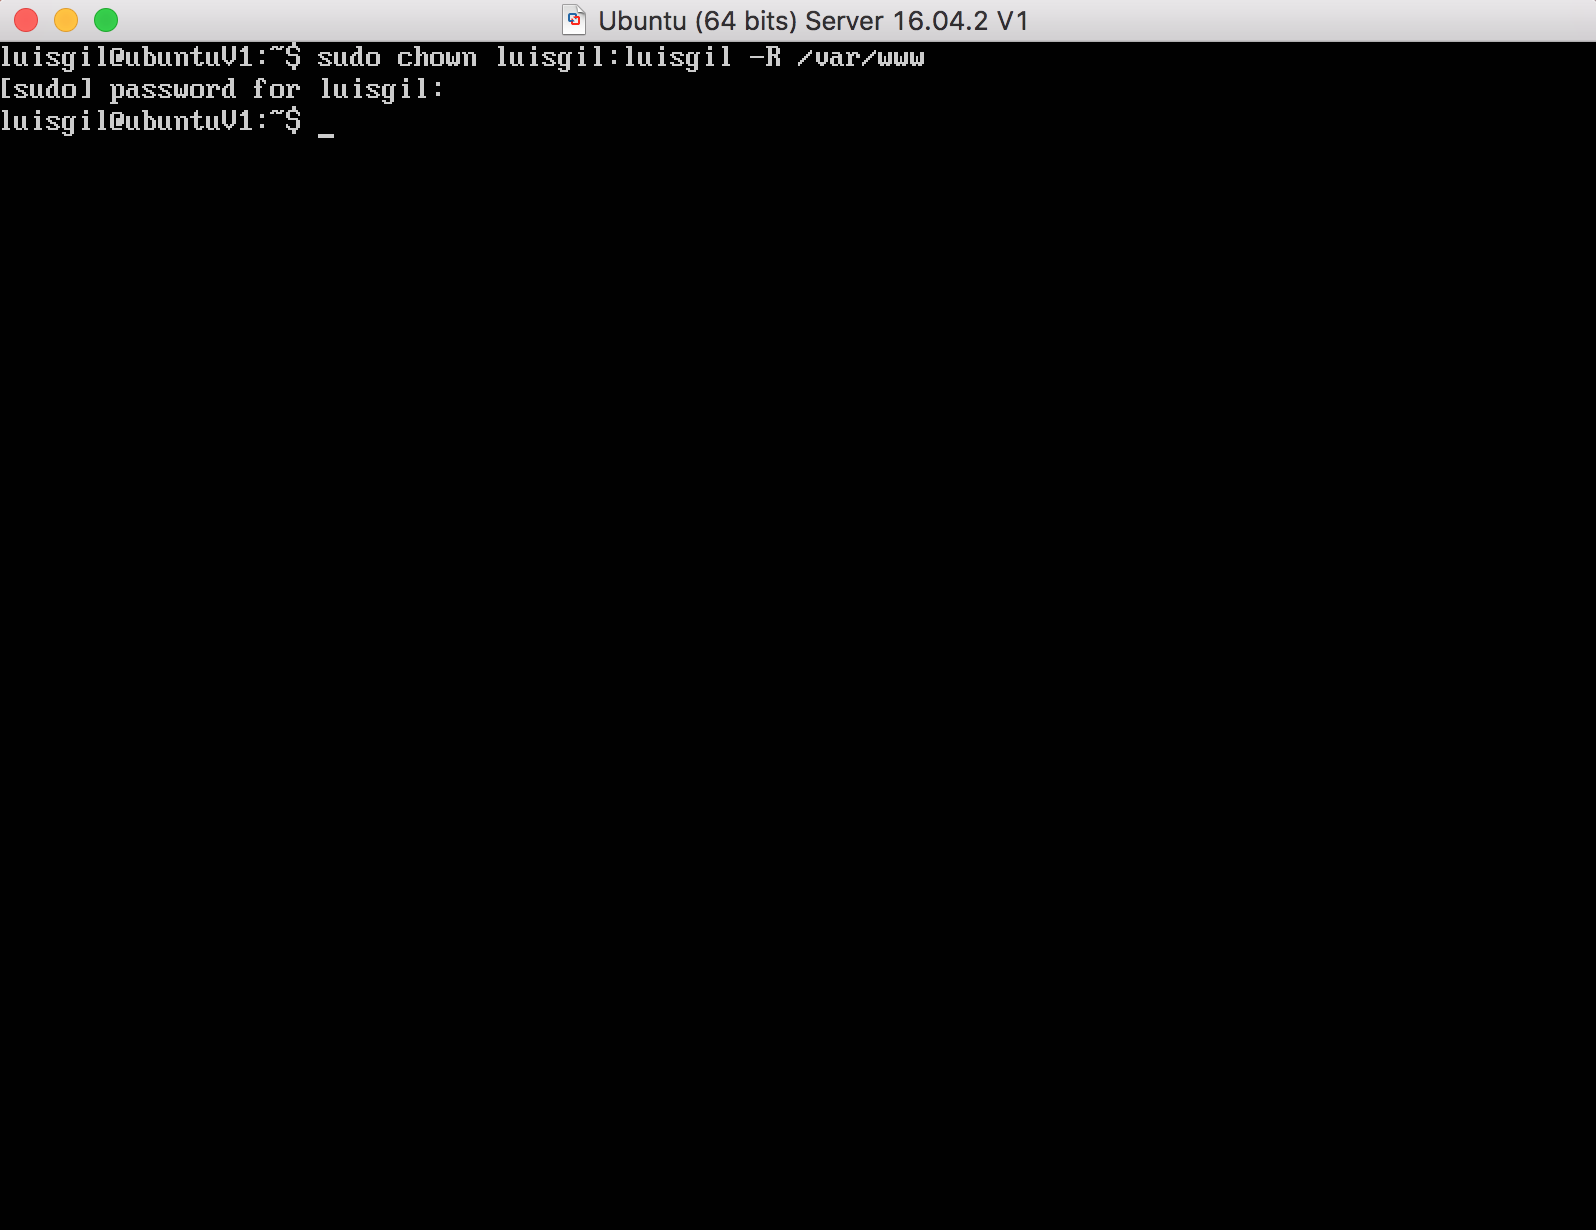 Ubuntu (64 bits) Server 16.04.2 V1
luisgil@ubuntuV1:~$ sudo chown luisgil:luisgil -R /var/www
[sudo] password for luisgil:
luisgil@ubuntuV1:~$ _